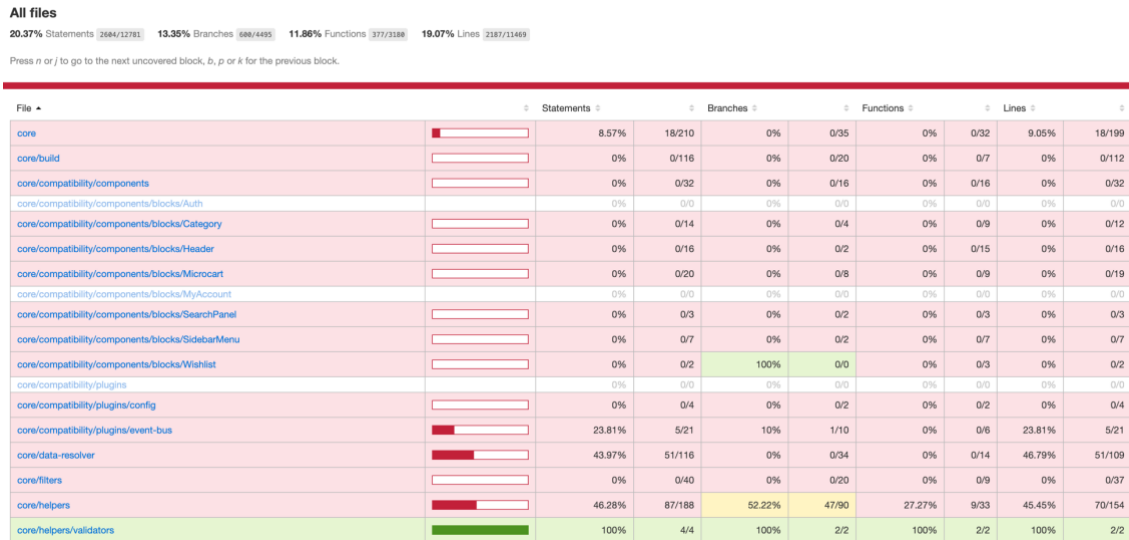 All files
20.37% Statements 2604/12781 13.35% Branches 600/4495 11.86% Functions 377/3180 19.07% Lines 2187/11469
Press n or j to go to the next uncovered block, b, p or k for the previous block.
File Statements Branches Functions Lines
core 8.57% 18/210 0% 0/35 0% 0/32 9.05% 18/199
core/build 0% 0/116 0% 0/20 0% 0/7 0% 0/112
core/compatibility/components 0% 0/32 0% 0/16 0% 0/16 0% 0/32
core/compatibility/components/blocks/Auth 0% 0/0 0% 0/0 0% 0/0 0% 0/0
core/compatibility/components/blocks/Category 0% 0/14 0% 0/4 0% 0/9 0% 0/12
core/compatibility/components/blocks/Header 0% 0/16 0% 0/2 0% 0/15 0% 0/16
core/compatibility/components/blocks/Microcart 0% 0/20 0% 0/8 0% 0/9 0% 0/19
core/compatibility/components/blocks/MyAccount 0% 0/0 0% 0/0 0% 0/0 0% 0/0
core/compatibility/components/blocks/SearchPanel 0% 0/3 0% 0/2 0% 0/3 0% 0/3
core/compatibility/components/blocks/SidebarMenu 0% 0/7 0% 0/2 0% 0/7 0% 0/7
core/compatibility/components/blocks/Wishlist 0% 0/2 100% 0/0 0% 0/3 0% 0/2
core/compatibility/plugins 0% 0/0 0% 0/0 0% 0/0 0% 0/0
core/compatibility/plugins/config 0% 0/4 0% 0/2 0% 0/2 0% 0/4
core/compatibility/plugins/event-bus 23.81% 5/21 10% 1/10 0% 0/6 23.81% 5/21
core/data-resolver 43.97% 51/116 0% 0/34 0% 0/14 46.79% 51/109
core/filters 0% 0/40 0% 0/20 0% 0/9 0% 0/37
core/helpers 46.28% 87/188 52.22% 47/90 27.27% 9/33 45.45% 70/154
core/helpers/validators 100% 4/4 100% 2/2 100% 2/2 100% 2/2